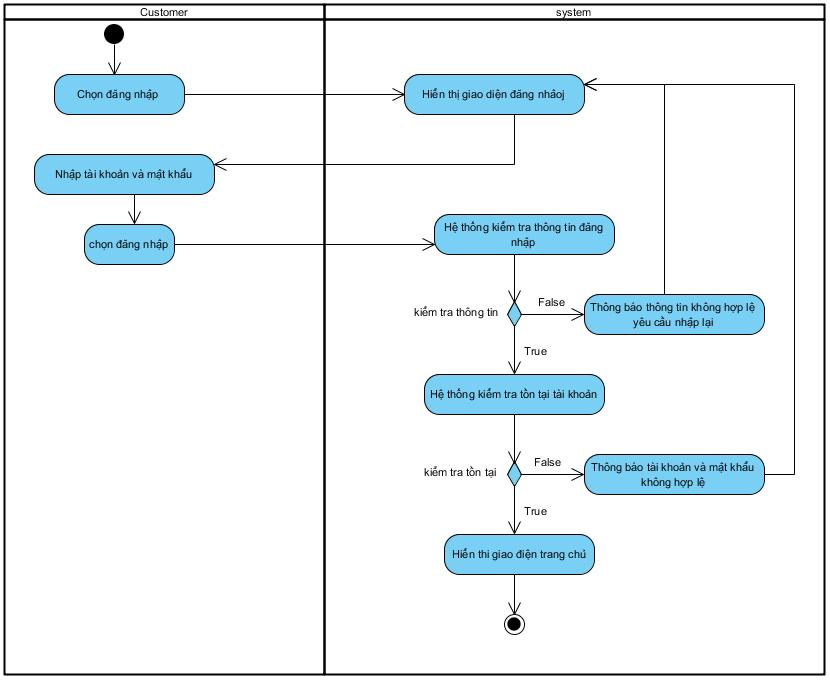 Customer
system
Chọn đăng nhập
Hiển thị giao diện đăng nháoj
Nhập tài khoản và mật khẩu
chọn đăng nhập
Hệ thống kiểm tra thông tin đăng
nhập
kiểm tra thông tin
False
Thông báo thông tin không hợp lệ
yêu cầu nhập lại
True
Hệ thống kiểm tra tồn tại tài khoản
kiểm tra tồn tại
False
Thông báo tài khoản và mật khẩu
không hợp lệ
True
Hiển thi giao điện trang chủ